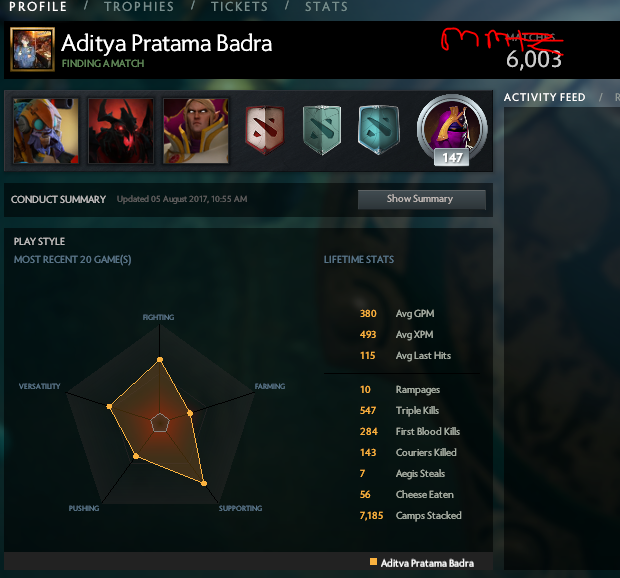 PROFILE / TROPHIES / TICKETS / STATS
Aditya Pratama Badra
FINDING A MATCH
MMR
MATCHES
6,003
147
ACTIVITY FEED / R
CONDUCT SUMMARY Updated 05 August 2017, 10:55 AM Show Summary
PLAY STYLE
MOST RECENT 20 GAME(S)
FIGHTING
VERSATILITY
FARMING
PUSHING
SUPPORTING
LIFETIME STATS
380 Avg GPM
493 Avg XPM
115 Avg Last Hits
10 Rampages
547 Triple Kills
284 First Blood Kills
143 Couriers Killed
7 Aegis Steals
56 Cheese Eaten
7,185 Camps Stacked
Aditya Pratama Badra